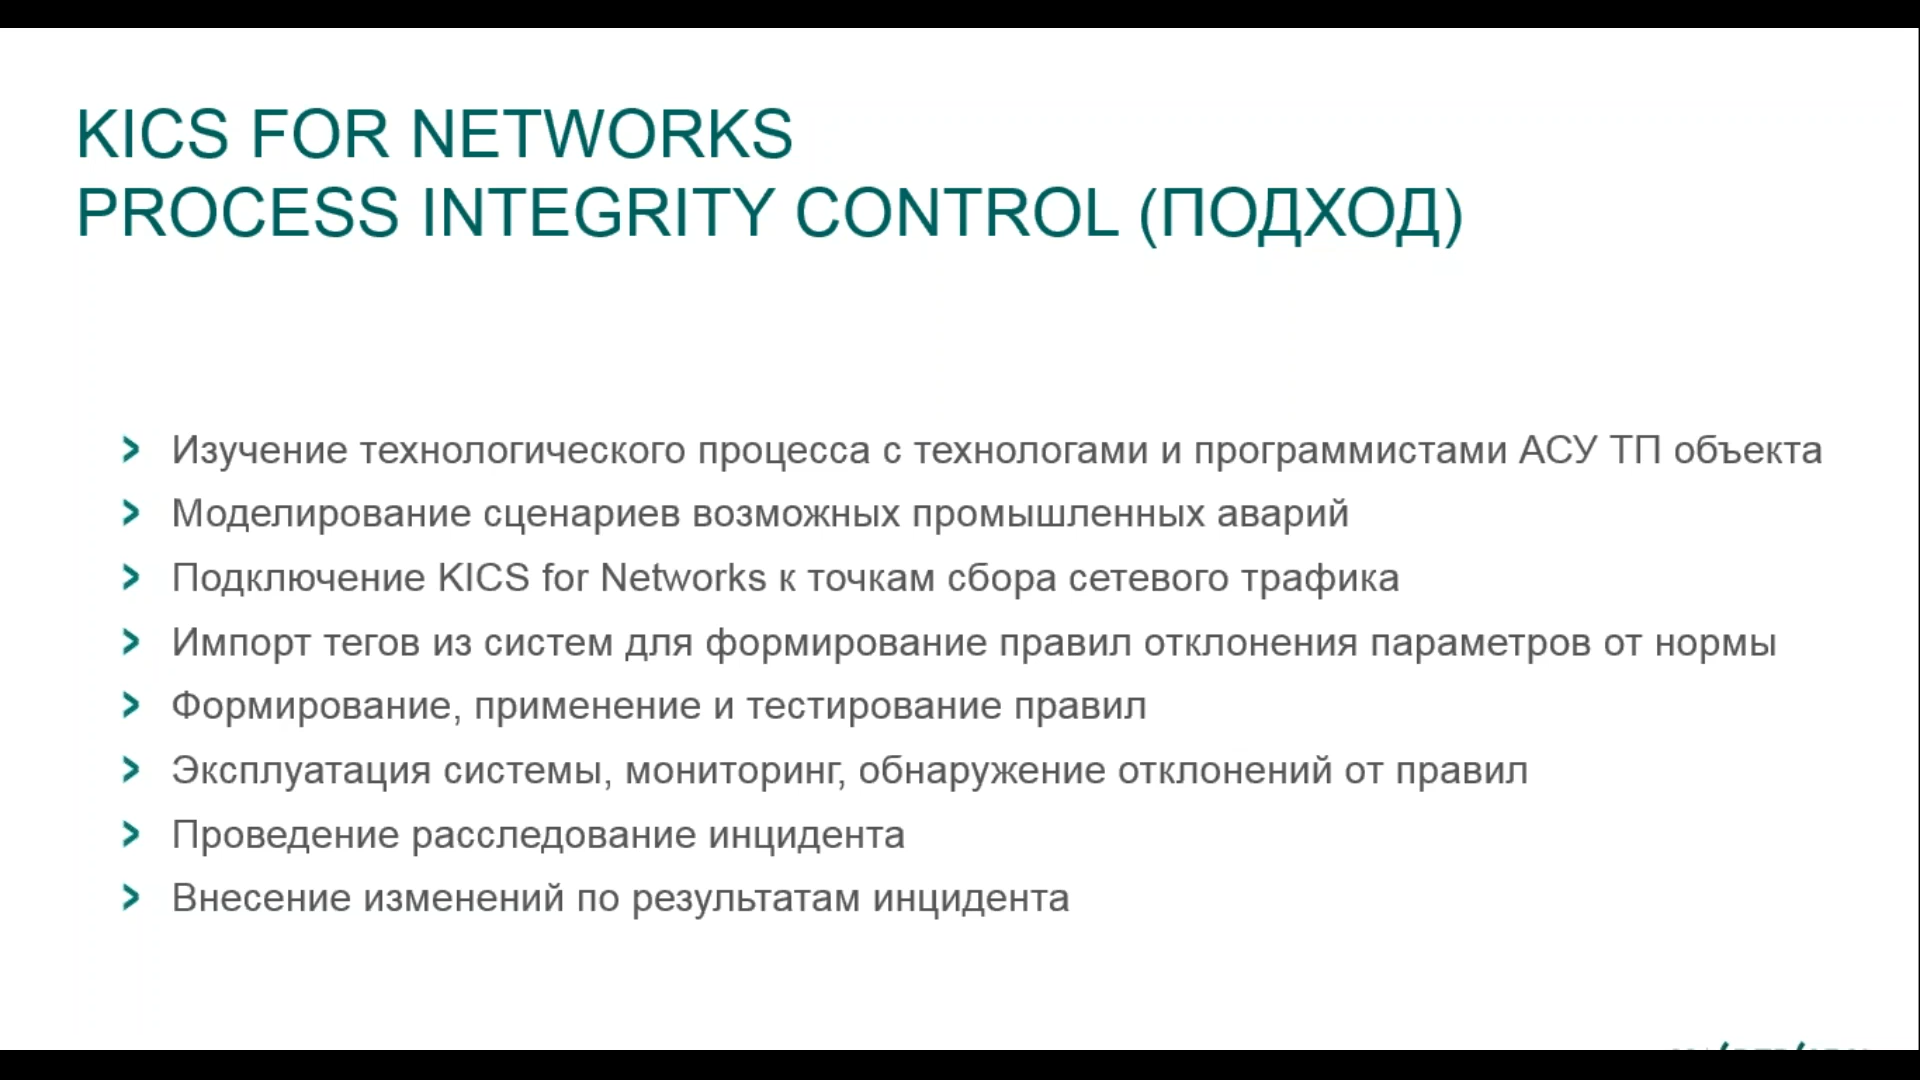 KICS FOR NETWORKS
PROCESS INTEGRITY CONTROL (ПОДХОД)
Изучение технологического процесса с технологами и программистами АСУ ТП объекта
Моделирование сценариев возможных промышленных аварий
Подключение KICS for Networks к точкам сбора сетевого трафика
Импорт тегов из систем для формирование правил отклонения параметров от нормы
Формирование, применение и тестирование правил
Эксплуатация системы, мониторинг, обнаружение отклонений от правил
Проведение расследование инцидента
Внесение изменений по результатам инцидента